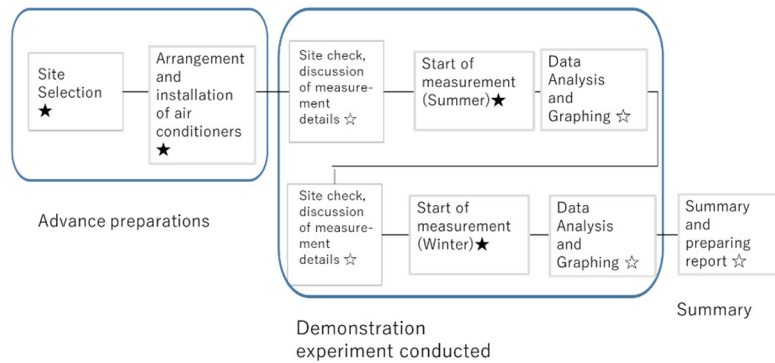 Site
Selection
★
Arrangement
and
installation
of air
conditioners
★
Site check,
discussion
of measure-
ment
details ☆
Start of
measurement
(Summer)★
Data
Analysis
and
Graphing ☆
Advance preparations
Site check,
discussion
of measure-
ment
details ☆
Start of
measurement
(Winter)★
Data
Analysis
and
Graphing ☆
Summary
and
preparing
report ☆
Summary
Demonstration
experiment conducted